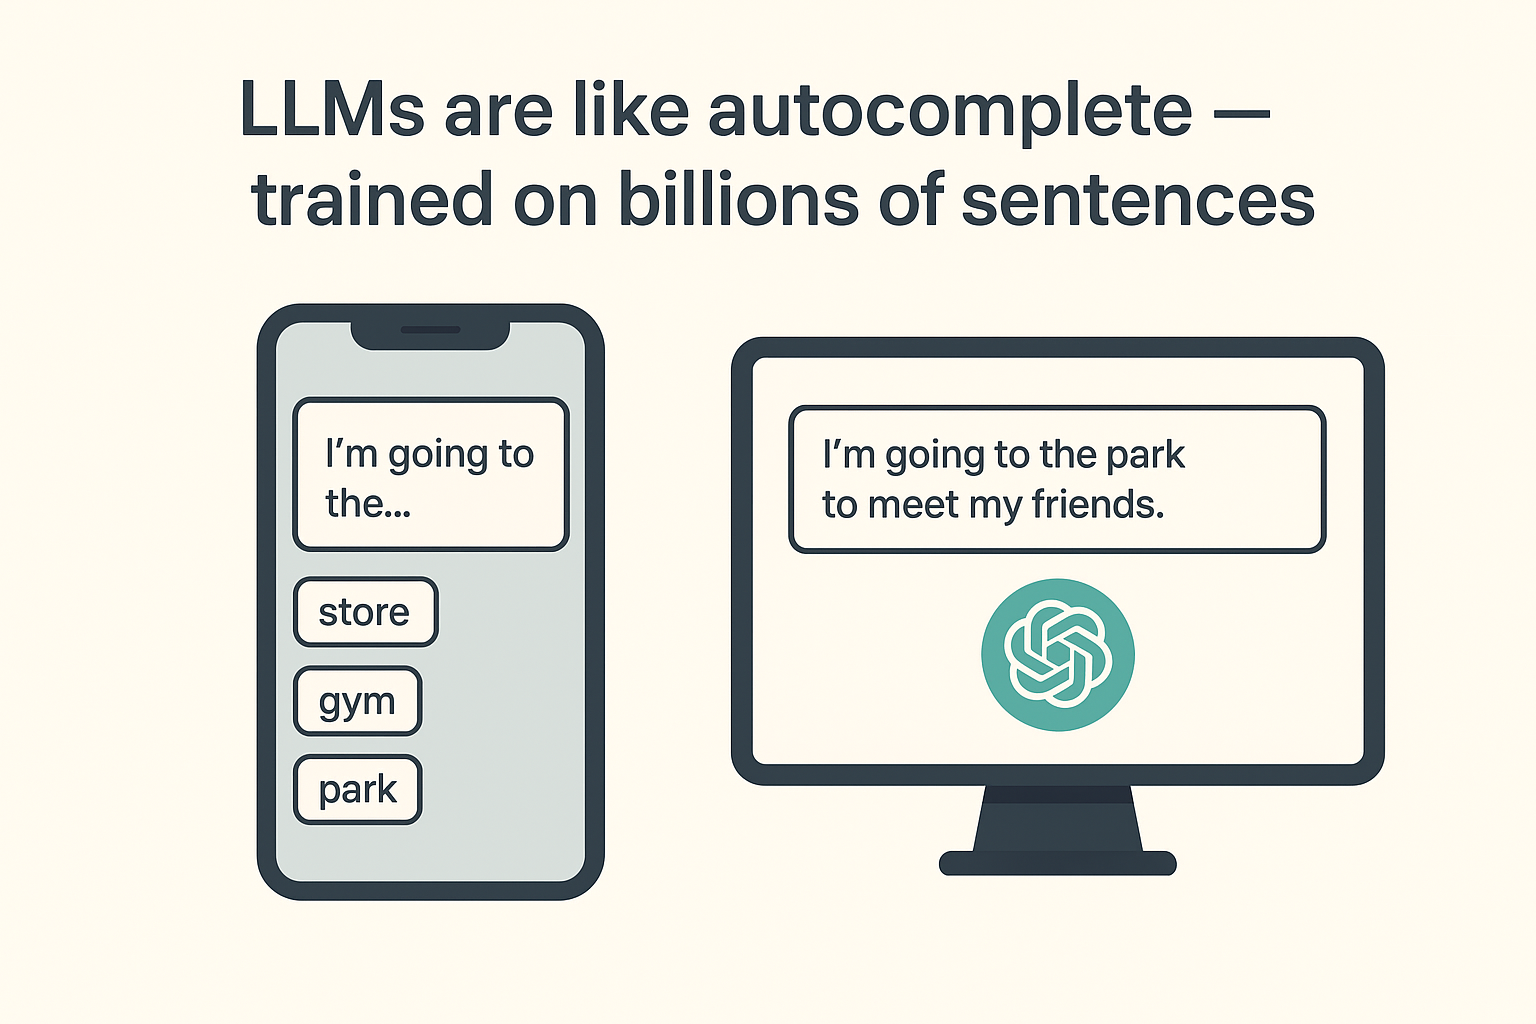 LLMs are like autocomplete —
trained on billions of sentences
I’m going to
the...
store
gym
park
I’m going to the park
to meet my friends.